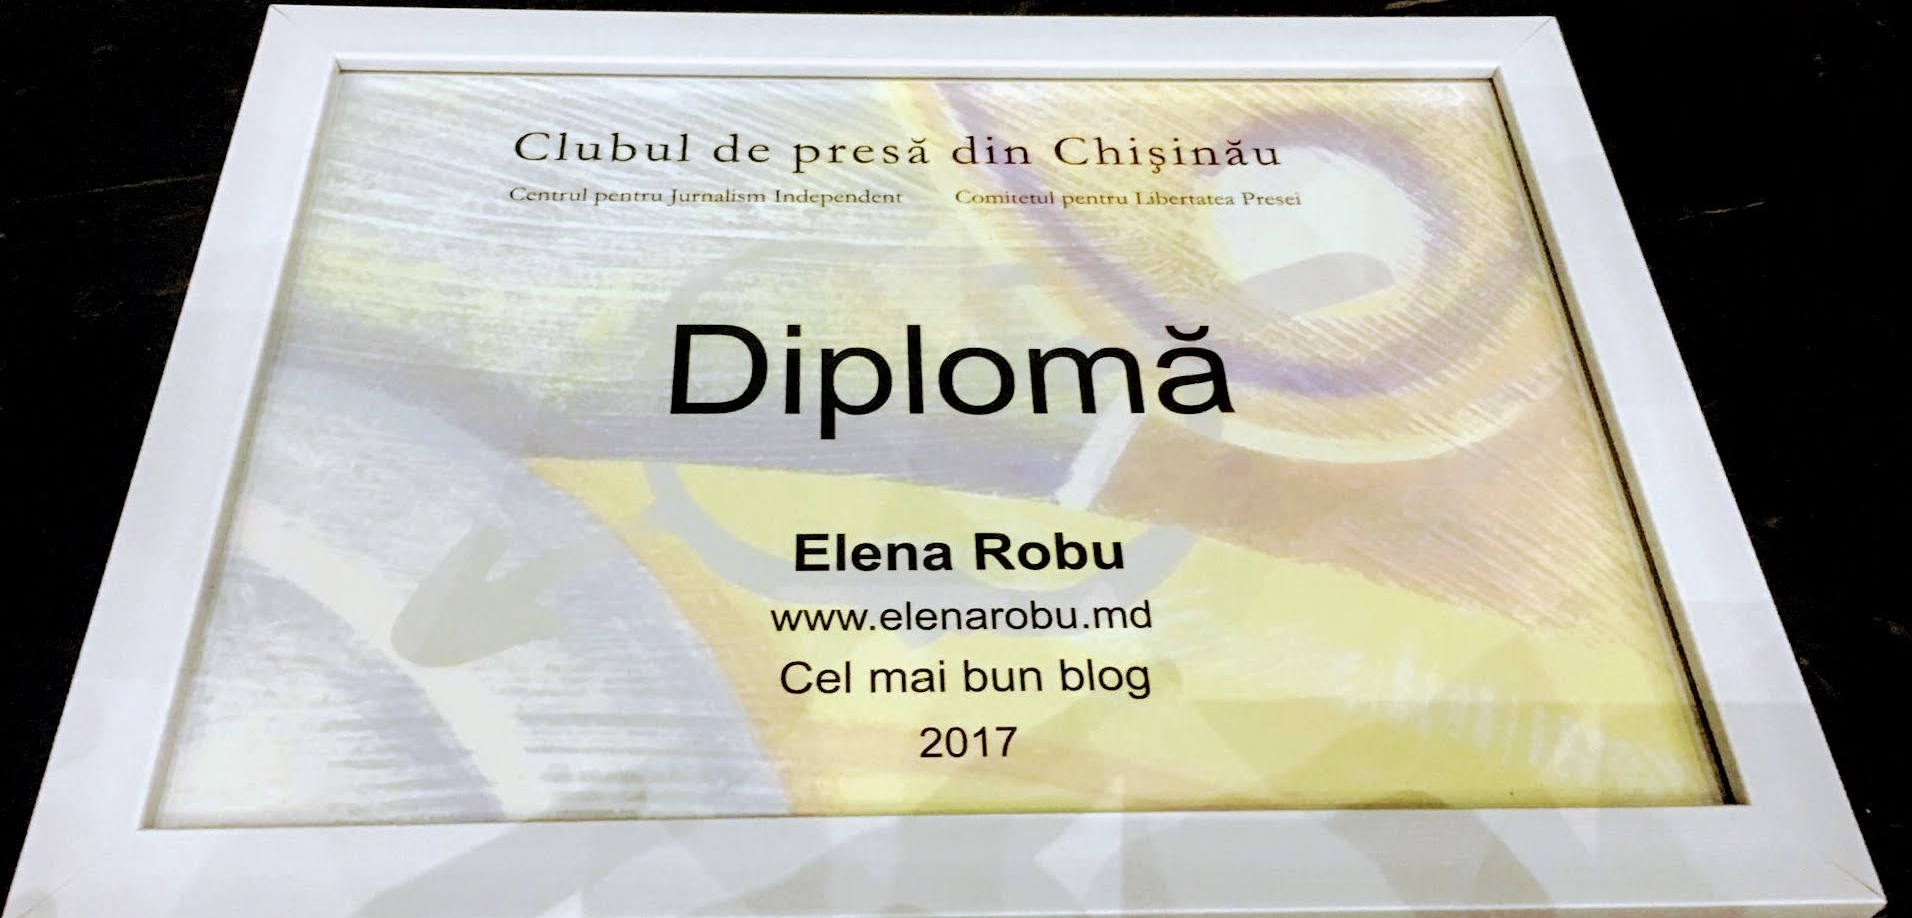 Clubul de presă din Chişinău
Centrul pentru Jurnalism Independent Comitetul pentru Libertatea Presei
Diplomă
Elena Robu
www.elenarobu.md
Cel mai bun blog
2017